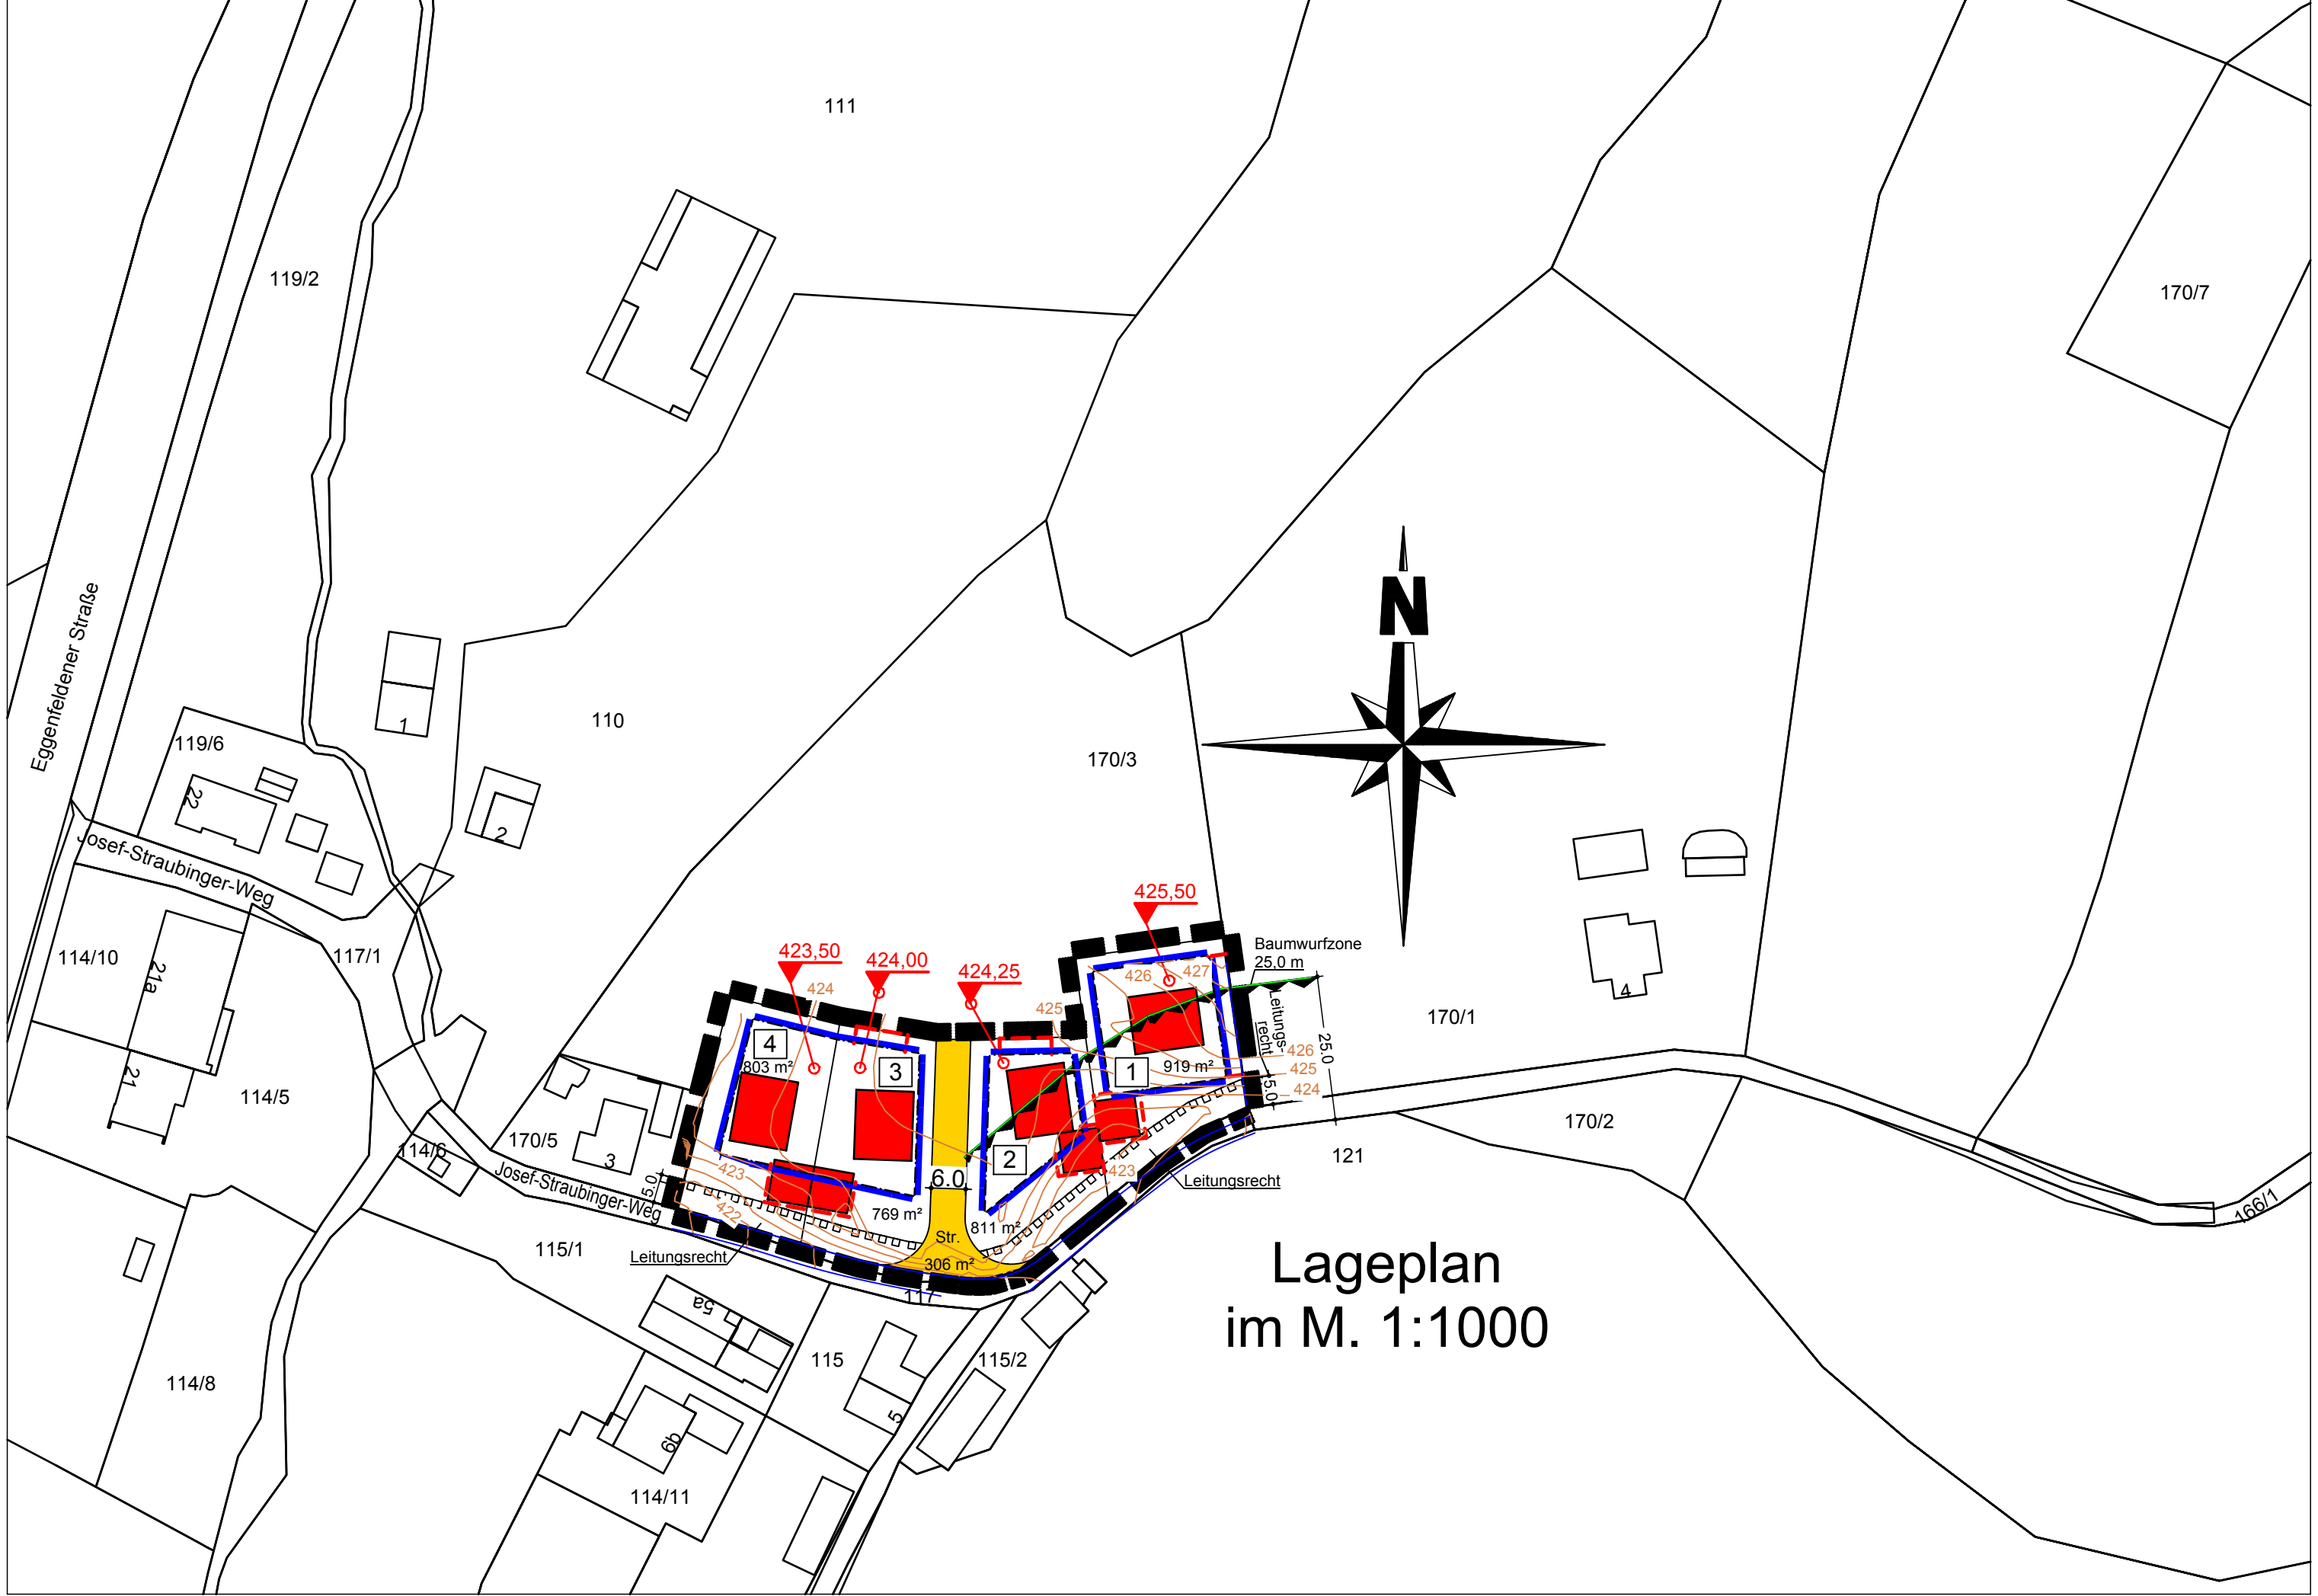 111
119/2
170/7
N
Eggenfeldener Straße
1
110
119/6
170/3
22
2
Josef-Straubinger-Weg
425,50
Baumwurfzone
25,0 m
423,50
424,00
424,25
114/10
21a
117/1
424
426
427
4
425
Leitungs-
recht
170/1
25.0
4
803 m²
3
1
919 m²
426
425
424
21
114/5
5.0
170/2
170/5
114/6
3
121
2
423
423
Leitungsrecht
6.0
5.0
Josef-Straubinger-Weg
422
769 m²
811 m²
Str.
306 m²
115/1
Leitungsrecht
117
Lageplan
im M. 1:1000
166/1
5a
115
115/2
114/8
5
114/11